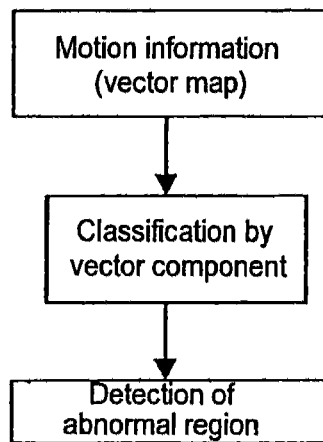 Motion information
(vector map)
Classification by
vector component
Detection of
abnormal region